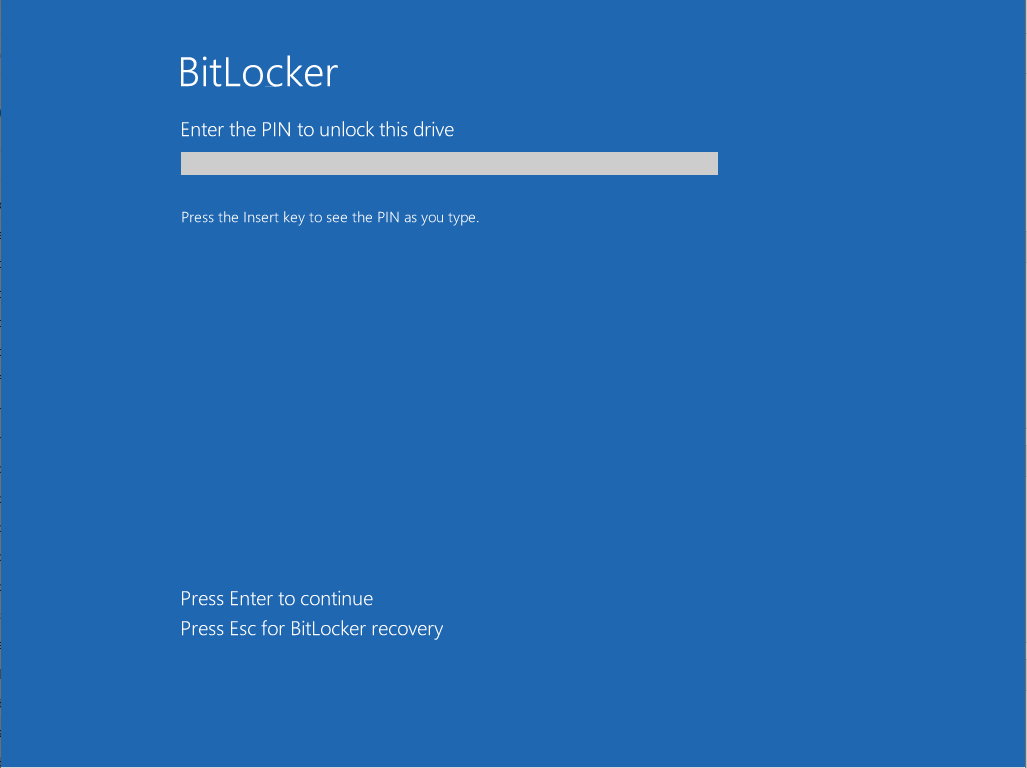 BitLocker
Enter the PIN to unlock this drive
Press the Insert key to see the PIN as you type.
Press Enter to continue
Press Esc for BitLocker recovery